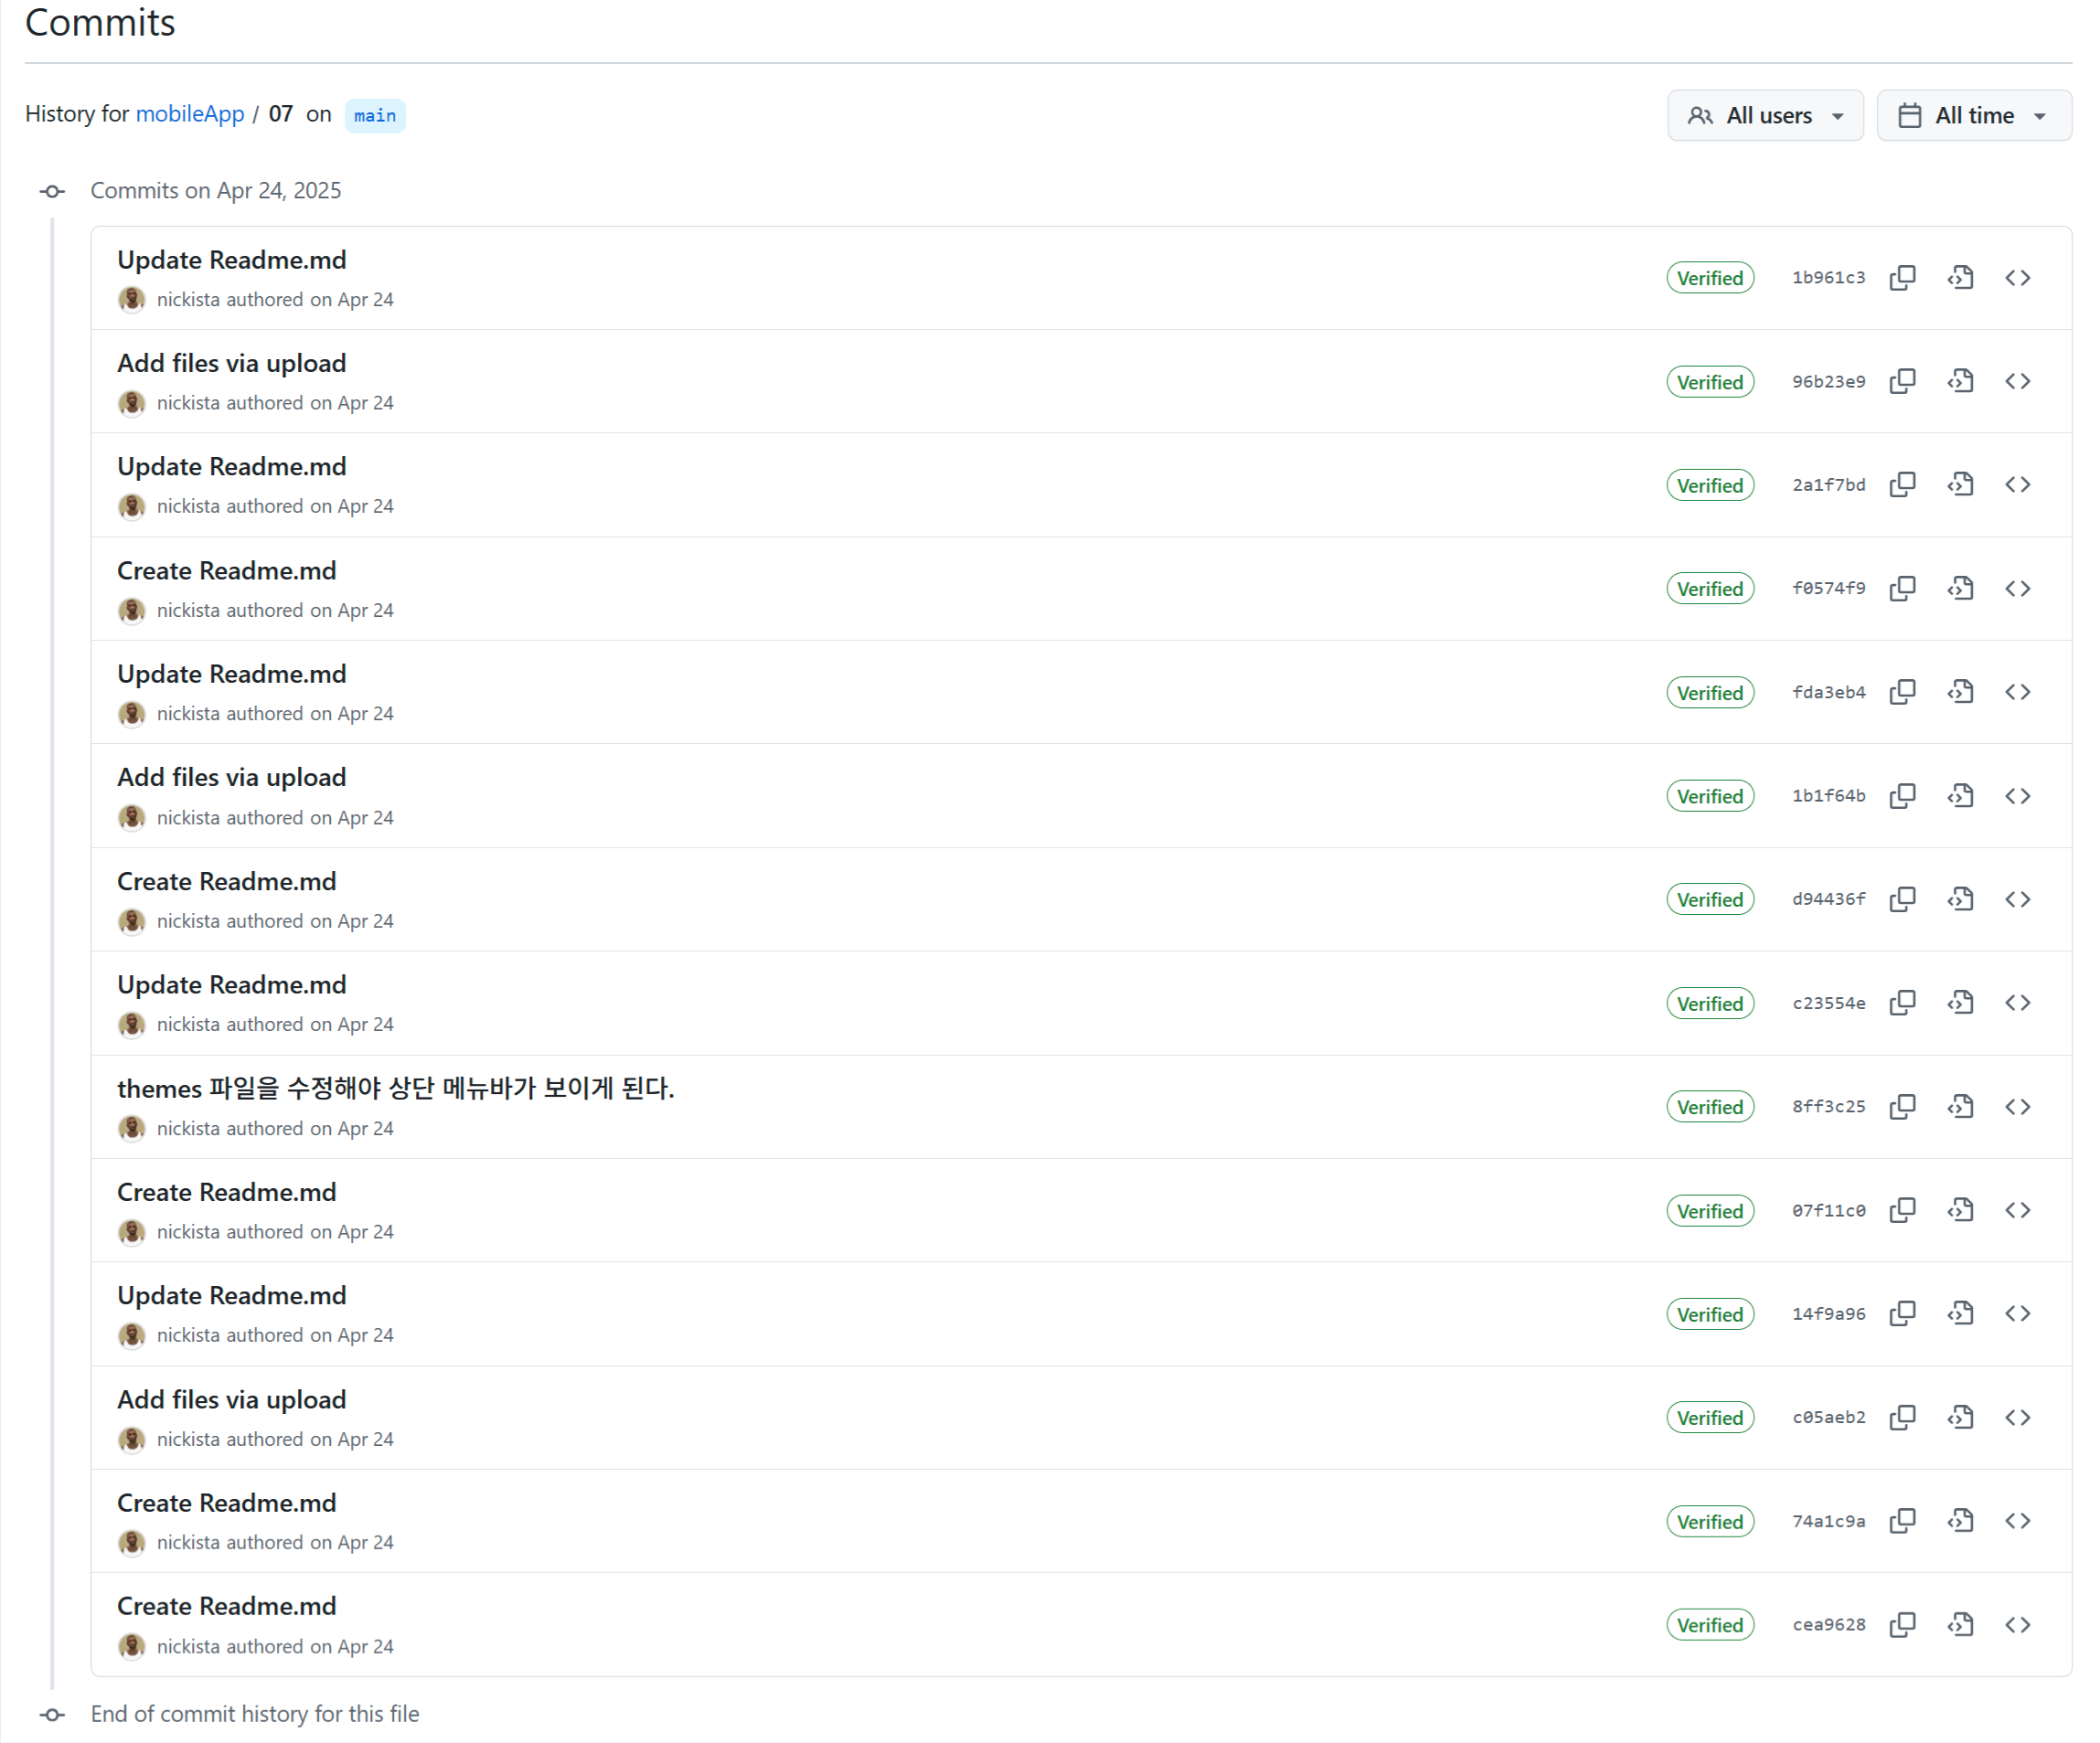 Commits
History for mobileApp / 07 on main
All users
All time
Commits on Apr 24, 2025
Update Readme.md
nickista authored on Apr 24
Verified
1b961c3
Add files via upload
nickista authored on Apr 24
Verified
96b23e9
Update Readme.md
nickista authored on Apr 24
Verified
2a1f7bd
Create Readme.md
nickista authored on Apr 24
Verified
f0574f9
Update Readme.md
nickista authored on Apr 24
Verified
fda3eb4
Add files via upload
nickista authored on Apr 24
Verified
1b1f64b
Create Readme.md
nickista authored on Apr 24
Verified
d94436f
Update Readme.md
nickista authored on Apr 24
Verified
c23554e
themes 파일을 수정해야 상단 메뉴바가 보이게 된다.
nickista authored on Apr 24
Verified
8ff3c25
Create Readme.md
nickista authored on Apr 24
Verified
07f11c0
Update Readme.md
nickista authored on Apr 24
Verified
14f9a96
Add files via upload
nickista authored on Apr 24
Verified
c05aeb2
Create Readme.md
nickista authored on Apr 24
Verified
74a1c9a
Create Readme.md
nickista authored on Apr 24
Verified
cea9628
End of commit history for this file